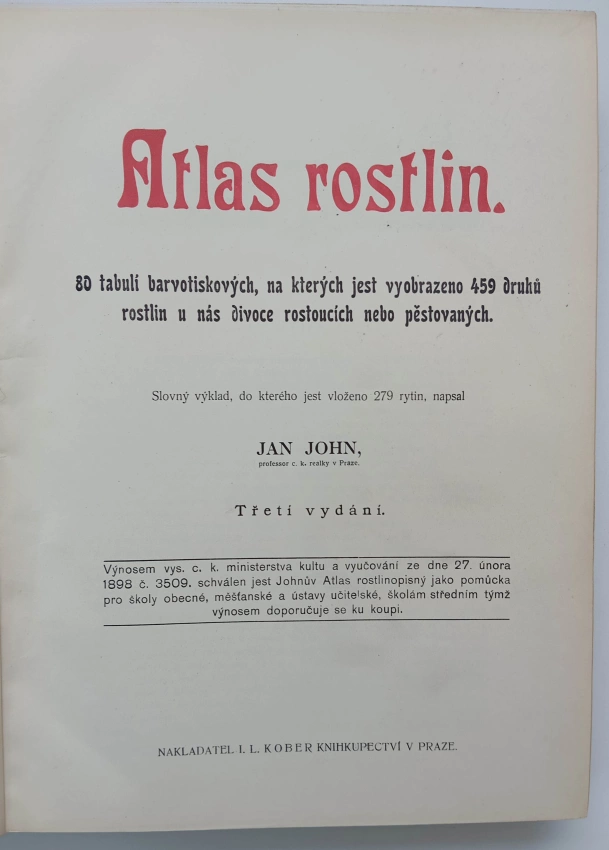 Atlas rostlin.
80 tabulí barvotiskových, na kterých jest vyobrazeno 459 druhů
rostlin u nás divoce rostoucích nebo pěstovaných.
Slovný výklad, do kterého jest vloženo 279 rytin, napsal
JAN JOHN,
professor c. k. realky v Praze.
Třetí vydání.
Výnosem vys. c. k. ministerstva kultu a vyučování ze dne 27. února
1898 č. 3509. schválen jest Johnův Atlas rostlinopisný jako pomůcka
pro školy obecné, měšťanské a ústavy učitelské, školám středním týmž
výnosem doporučuje se ku koupi.
NAKLADATEL I. L. KOBER KNIHKUPECTVÍ V PRAZE.